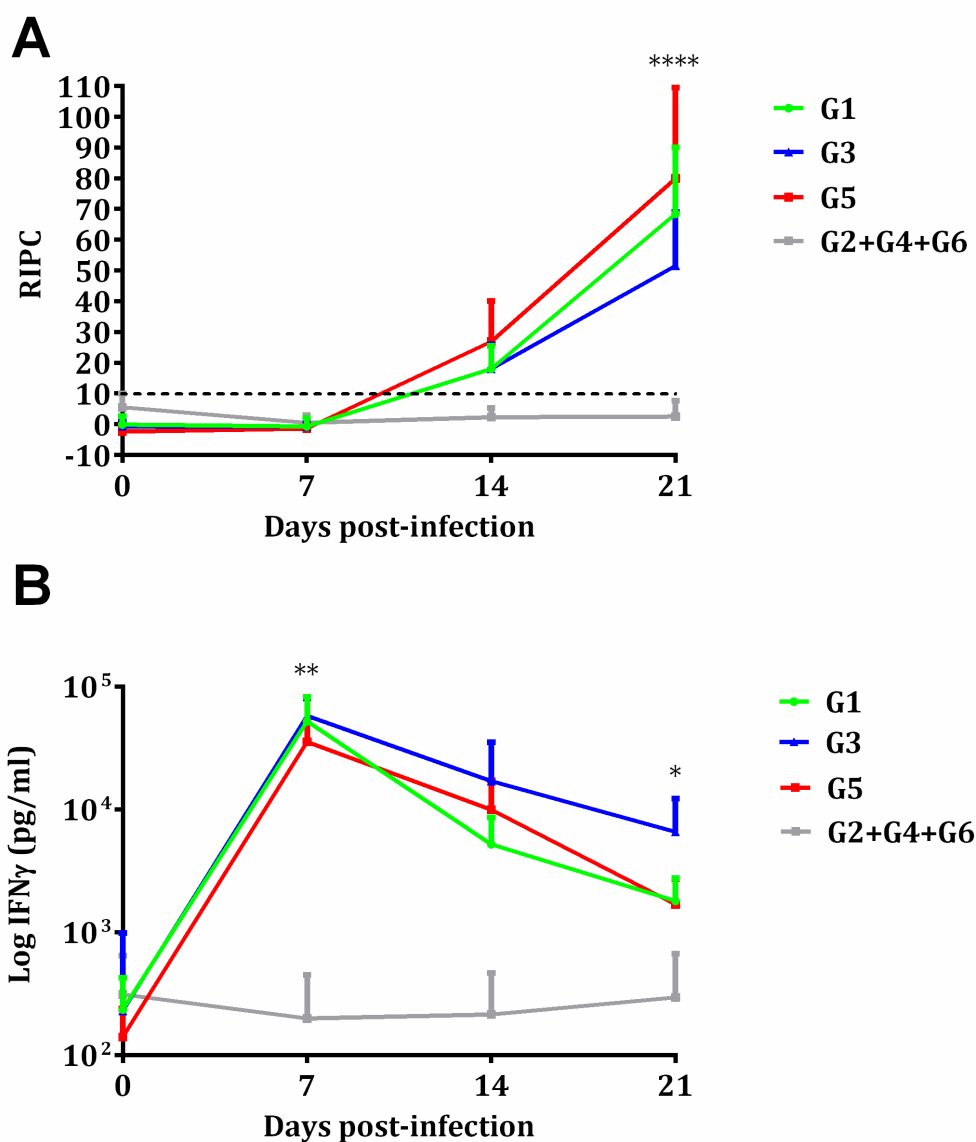 A
****
110
100
90
80
70
60
50
40
30
20
10
0
-10
RIPC
G1
G3
G5
G2+G4+G6
0 7 14 21
Days post-infection
B
**
*
10⁵
10⁴
10³
10²
Log IFNγ (pg/ml)
G1
G3
G5
G2+G4+G6
0 7 14 21
Days post-infection